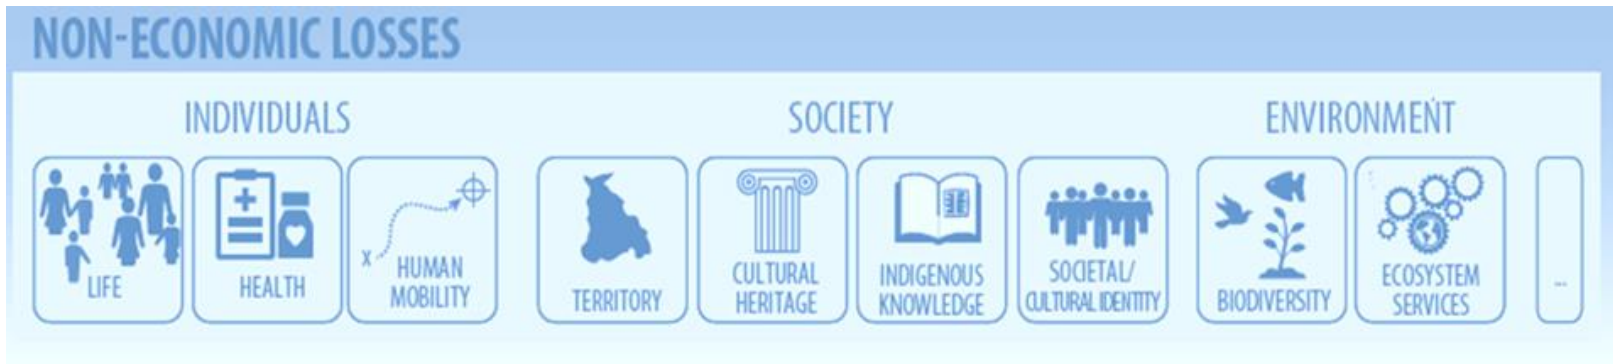 NON-ECONOMIC LOSSES
INDIVIDUALS
LIFE
HEALTH
X
HUMAN
MOBILITY
SOCIETY
TERRITORY
CULTURAL
HERITAGE
INDIGENOUS
KNOWLEDGE
SOCIETAL/
CULTURAL IDENTITY
ENVIRONMENT
BIODIVERSITY
ECOSYSTEM
SERVICES
...